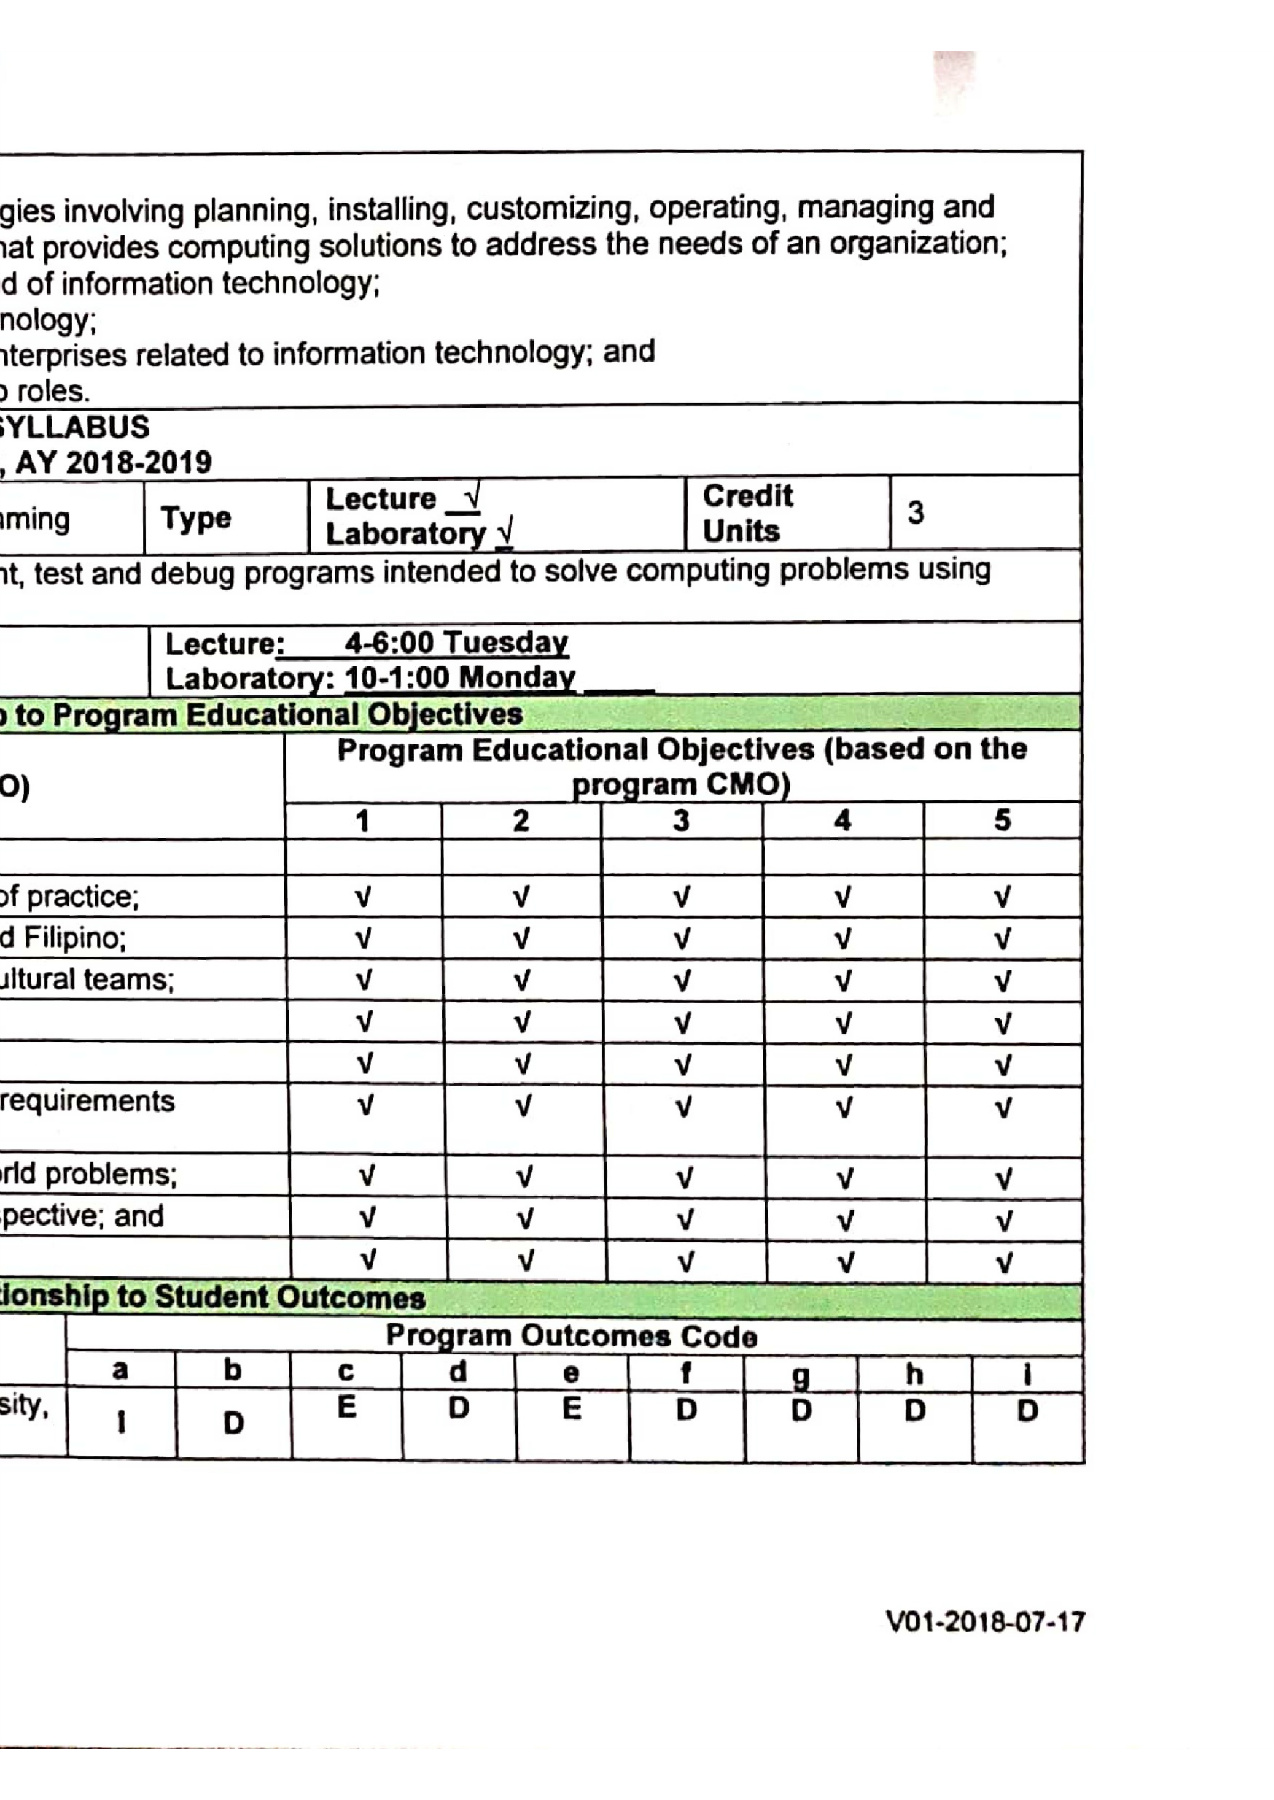 gies involving planning, installing, customizing, operating, managing and
hat provides computing solutions to address the needs of an organization;
d of information technology;
nology;
nterprises related to information technology; and
o roles.
SYLLABUS
, AY 2018-2019
mming Type Lecture √ Credit Units 3
Laboratory √
nt, test and debug programs intended to solve computing problems using
Lecture: 4-6:00 Tuesday
Laboratory: 10-1:00 Monday
o to Program Educational Objectives
O) Program Educational Objectives (based on the
program CMO)
1 2 3 4 5
of practice; √ √ √ √ √
d Filipino; √ √ √ √ √
ultural teams; √ √ √ √ √
√ √ √ √ √
√ √ √ √ √
requirements √ √ √ √ √
orld problems; √ √ √ √ √
spective; and √ √ √ √ √
√ √ √ √ √
tionship to Student Outcomes
Program Outcomes Code
a b c d e f g h i
sity, I D E D E D D D D
V01-2018-07-17